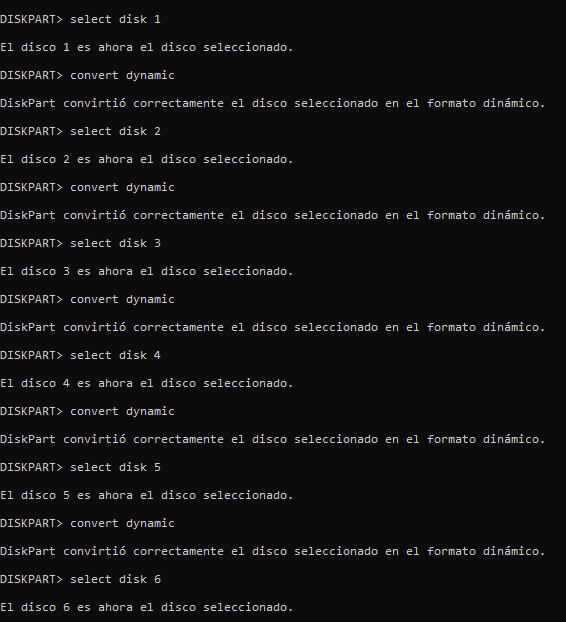 DISKPART> select disk 1
El disco 1 es ahora el disco seleccionado.
DISKPART> convert dynamic
DiskPart convirtió correctamente el disco seleccionado en el formato dinámico.
DISKPART> select disk 2
El disco 2 es ahora el disco seleccionado.
DISKPART> convert dynamic
DiskPart convirtió correctamente el disco seleccionado en el formato dinámico.
DISKPART> select disk 3
El disco 3 es ahora el disco seleccionado.
DISKPART> convert dynamic
DiskPart convirtió correctamente el disco seleccionado en el formato dinámico.
DISKPART> select disk 4
El disco 4 es ahora el disco seleccionado.
DISKPART> convert dynamic
DiskPart convirtió correctamente el disco seleccionado en el formato dinámico.
DISKPART> select disk 5
El disco 5 es ahora el disco seleccionado.
DISKPART> convert dynamic
DiskPart convirtió correctamente el disco seleccionado en el formato dinámico.
DISKPART> select disk 6
El disco 6 es ahora el disco seleccionado.